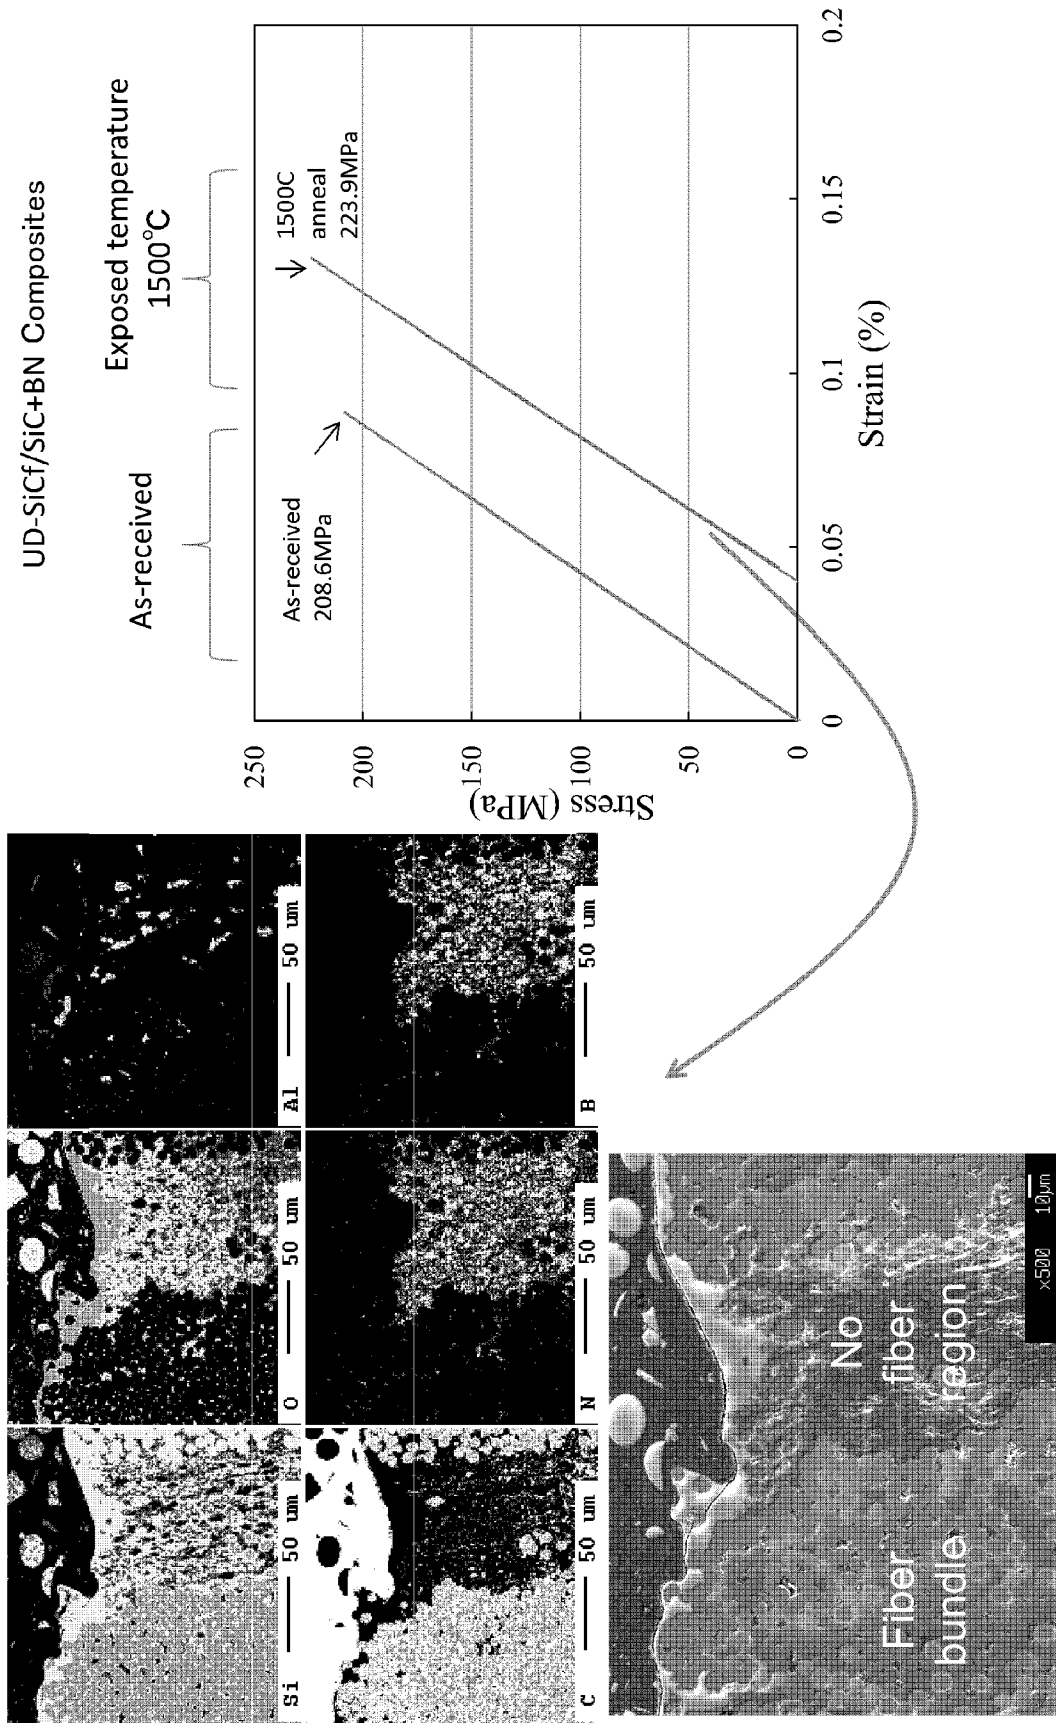 UD-SiCf/SiC+BN Composites
As-received
Exposed temperature
1500°C
250
200
150
100
50
0
Stress (MPa)
As-received
208.6MPa
1500C
anneal
223.9MPa
0
0.05
0.1
0.15
0.2
Strain (%)
Si 50 um
O 50 um
Al 50 um
C 50 um
N 50 um
B 50 um
Fiber
bundle
No
fiber
region
x500 10μm